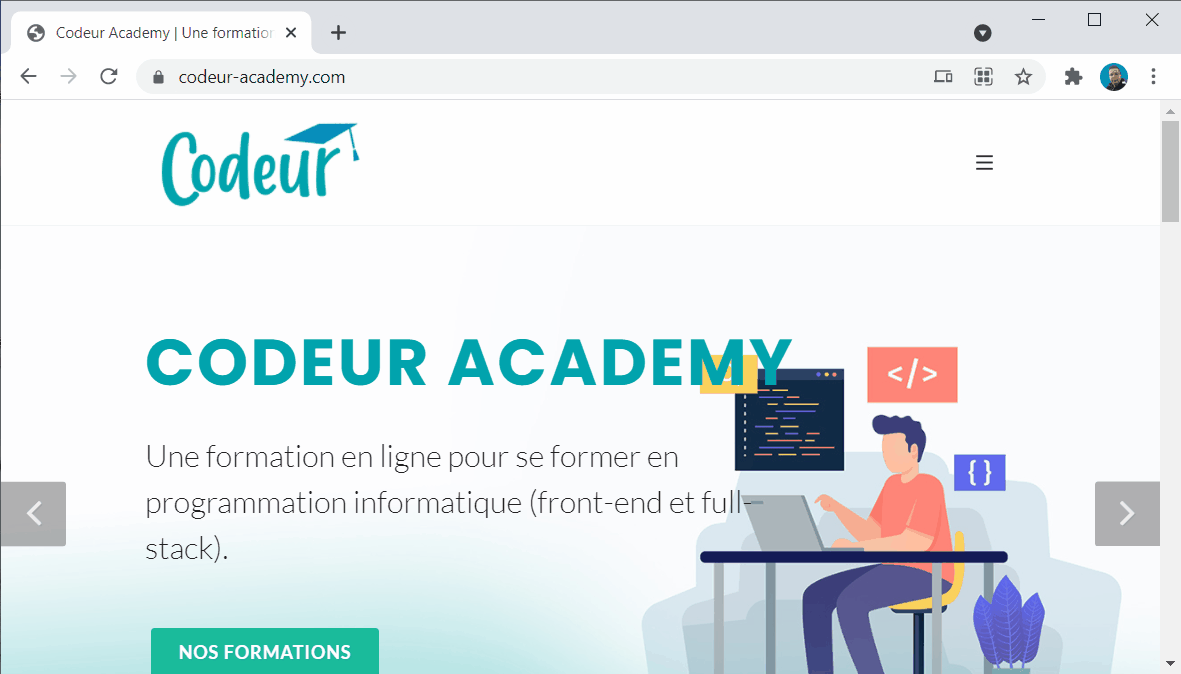 Codeur Academy | Une formation
codeur-academy.com
Codeur
CODEUR ACADEMY
</>
Une formation en ligne pour se former en
programmation informatique (front-end et full-
stack).
{ }
NOS FORMATIONS